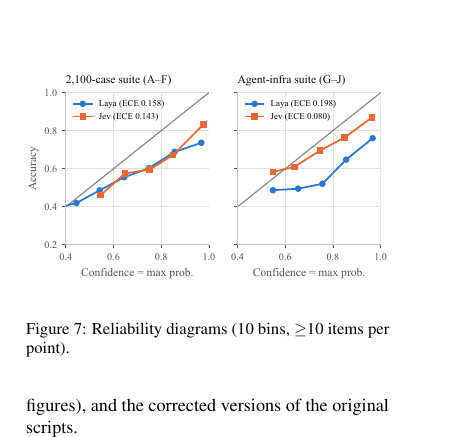 2,100-case suite (A–F)
Agent-infra suite (G–J)
Laya (ECE 0.158)
Jev (ECE 0.143)
Laya (ECE 0.198)
Jev (ECE 0.080)
Accuracy
1.0
0.8
0.6
0.4
0.2
0.4 0.6 0.8 1.0
0.4 0.6 0.8 1.0
Confidence = max prob.
Confidence = max prob.
Figure 7: Reliability diagrams (10 bins, ≥10 items per
point).
figures), and the corrected versions of the original
scripts.